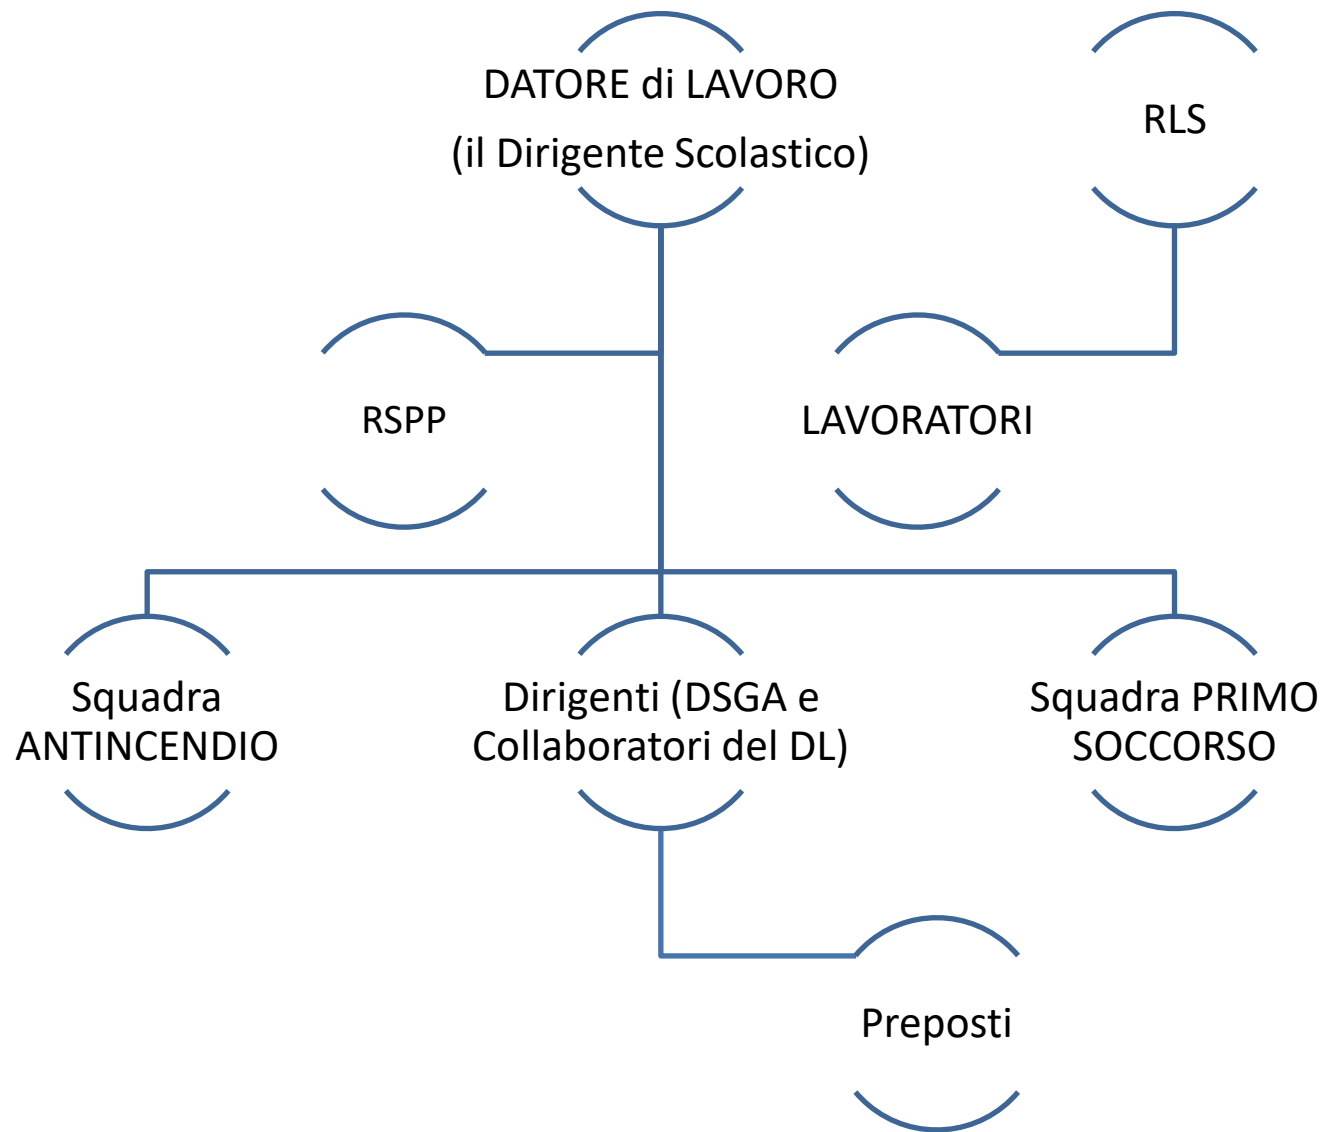 DATORE di LAVORO
(il Dirigente Scolastico)
RLS
RSPP
LAVORATORI
Squadra
ANTINCENDIO
Dirigenti (DSGA e
Collaboratori del DL)
Squadra PRIMO
SOCCORSO
Preposti